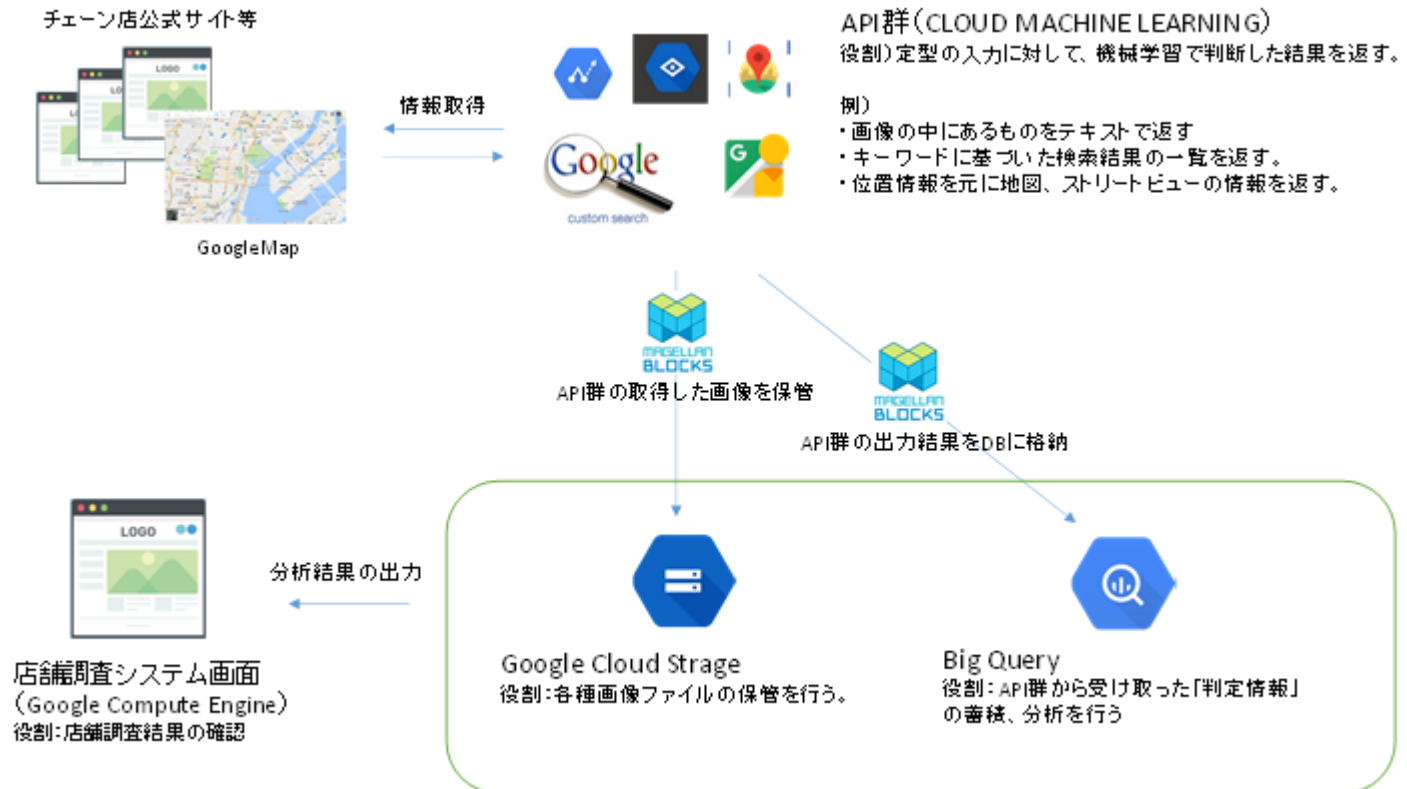 チェーン店公式サイト等
LOGO
GoogleMap
情報取得
Google
custom search
G
API群(CLOUD MACHINE LEARNING)
役割)定型の入力に対して、機械学習で判断した結果を返す。
例)
・画像の中にあるものをテキストで返す
・キーワードに基づいた検索結果の一覧を返す。
・位置情報を元に地図、ストリートビューの情報を返す。
MAGELLAN
BLOCKS
API群の取得した画像を保管
MAGELLAN
BLOCKS
API群の出力結果をDBに格納
LOGO
分析結果の出力
店舗調査システム画面
(Google Compute Engine)
役割:店舗調査結果の確認
Google Cloud Strage
役割:各種画像ファイルの保管を行う。
Big Query
役割:API群から受け取った「判定情報」
の蓄積、分析を行う